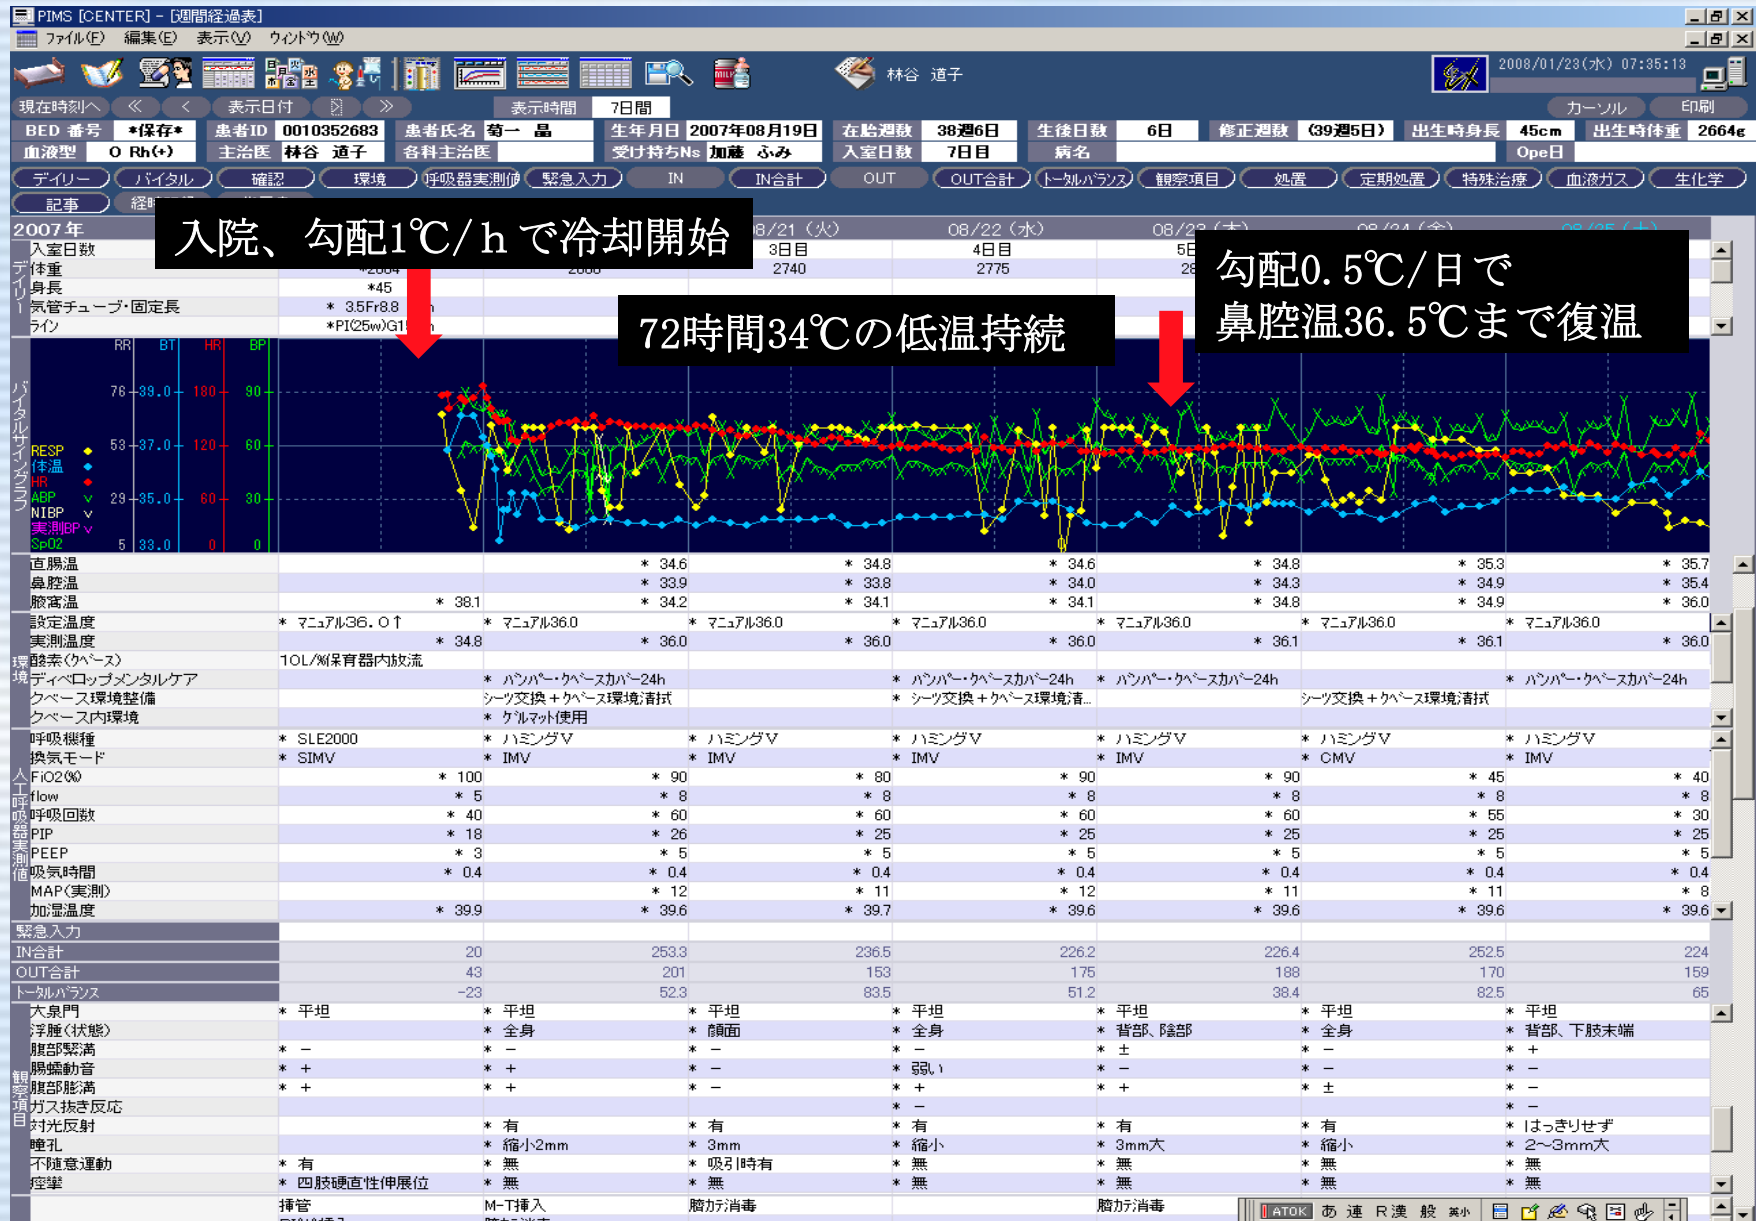 PIMS [CENTER] - [週間経過表]
ファイル(F) 編集(E) 表示(V) ウィンドウ(W)
林谷 道子
2008/01/23(水) 07:35:13
現在時刻へ ≪ < 表示日付 ≫ 表示時間 7日間 カーソル 印刷
BED 番号 *保存* 患者ID 0010352683 患者氏名 菊一 晶 生年月日 2007年08月19日 在胎週数 38週6日 生後日数 6日 修正週数 (39週5日) 出生時身長 45cm 出生時体重 2664g
血液型 O Rh(+) 主治医 林谷 道子 各科主治医 受け持ちNs 加藤 ふみ 入室日数 7日目 病名 Ope日
デイリー バイタル 確認 環境 呼吸器実測値 緊急入力 IN IN合計 OUT OUT合計 トータルバランス 観察項目 処置 定期処置 特殊治療 血液ガス 生化学
記事
入院、勾配1℃/hで冷却開始
2007年 08/21 (火) 08/22 (水)
入室日数 3日目 4日目
勾配0.5℃/日で
鼻腔温36.5℃まで復温
デイリー
体重 2740 2775
身長 *45
気管チューブ・固定長 * 3.5Fr8.8
ライン *PI(25w)G1
72時間34℃の低温持続
バイタルサイングラフ
RR BT HR BP
76 39.0 180 90
53 37.0 120 60
29 35.0 60 30
5 33.0 0 0
RESP
体温
HR
ABP
NIBP
実測BP
SpO2
直腸温 * 34.6 * 34.8 * 34.6 * 34.8 * 35.3 * 35.7
鼻腔温 * 33.9 * 33.8 * 34.0 * 34.3 * 34.9 * 35.4
腋窩温 * 38.1 * 34.2 * 34.1 * 34.1 * 34.8 * 34.9 * 36.0
環境
設定温度 * マニュアル36.0↑ * マニュアル36.0 * マニュアル36.0 * マニュアル36.0 * マニュアル36.0 * マニュアル36.0 * マニュアル36.0
実測温度 * 34.8 * 36.0 * 36.0 * 36.0 * 36.1 * 36.1 * 36.0
酸素(クベース) 10L/%保育器内放流
ディベロップメンタルケア * バンパー・クベースカバー24h * バンパー・クベースカバー24h * バンパー・クベースカバー24h * バンパー・クベースカバー24h
クベース環境整備 シーツ交換+クベース環境清拭 * シーツ交換+クベース環境清... シーツ交換+クベース環境清拭
クベース内環境 * ゲルマット使用
人工呼吸器実測値
呼吸機種 * SLE2000 * ハミングV * ハミングV * ハミングV * ハミングV * ハミングV * ハミングV
換気モード * SIMV * IMV * IMV * IMV * IMV * CMV * IMV
FiO2(%) * 100 * 90 * 80 * 90 * 90 * 45 * 40
flow * 5 * 8 * 8 * 8 * 8 * 8 * 8
呼吸回数 * 40 * 60 * 60 * 60 * 60 * 55 * 30
PIP * 18 * 26 * 25 * 25 * 25 * 25 * 25
PEEP * 3 * 5 * 5 * 5 * 5 * 5 * 5
吸気時間 * 0.4 * 0.4 * 0.4 * 0.4 * 0.4 * 0.4 * 0.4
MAP(実測) * 12 * 11 * 12 * 11 * 11 * 8
加湿温度 * 39.9 * 39.6 * 39.7 * 39.6 * 39.6 * 39.6 * 39.6
緊急入力
IN合計 20 253.3 236.5 226.2 226.4 252.5 224
OUT合計 43 201 153 175 188 170 159
トータルバランス -23 52.3 83.5 51.2 38.4 82.5 65
観察項目
大泉門 * 平坦 * 平坦 * 平坦 * 平坦 * 平坦 * 平坦 * 平坦
浮腫(状態) * 全身 * 顔面 * 全身 * 背部、陰部 * 全身 * 背部、下肢末端
腹部緊満 * - * - * - * - * ± * - * +
腸蠕動音 * + * + * - * 弱い * - * - * -
腹部膨満 * + * + * - * + * + * ± * -
ガス抜き反応 * - * -
対光反射 * 有 * 有 * 有 * 有 * 有 * はっきりせず
瞳孔 * 縮小2mm * 3mm * 縮小 * 3mm大 * 縮小 * 2~3mm大
不随意運動 * 有 * 無 * 吸引時有 * 無 * 無 * 無 * 無
痙攣 * 四肢硬直性伸展位 * 無 * 無 * 無 * 無 * 無 * 無
挿管 M-T挿入 臍カテ消毒 臍カテ消毒
ATOK あ 連 R漢 般 英小